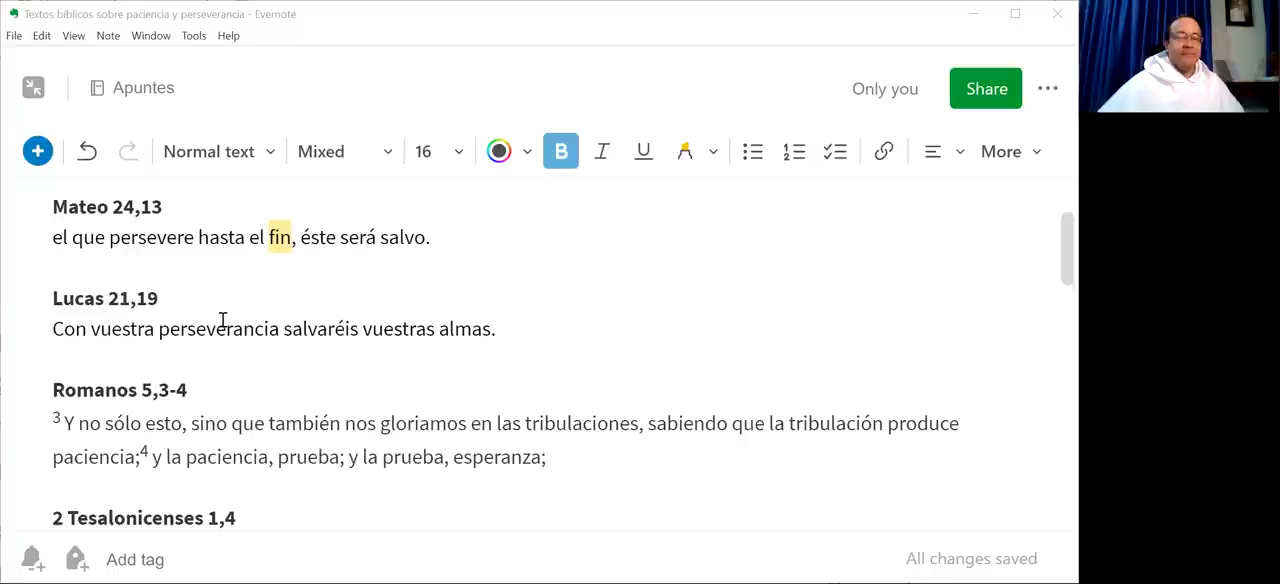 Textos bíblicos sobre paciencia y perseverancia - Evernote
File Edit View Note Window Tools Help
Apuntes
Only you
Share
Normal text
Mixed
16
B I U A
More
Mateo 24,13
el que persevere hasta el fin, éste será salvo.
Lucas 21,19
Con vuestra perseverancia salvaréis vuestras almas.
Romanos 5,3-4
3 Y no sólo esto, sino que también nos gloriamos en las tribulaciones, sabiendo que la tribulación produce
paciencia;4 y la paciencia, prueba; y la prueba, esperanza;
2 Tesalonicenses 1,4
Add tag
All changes saved